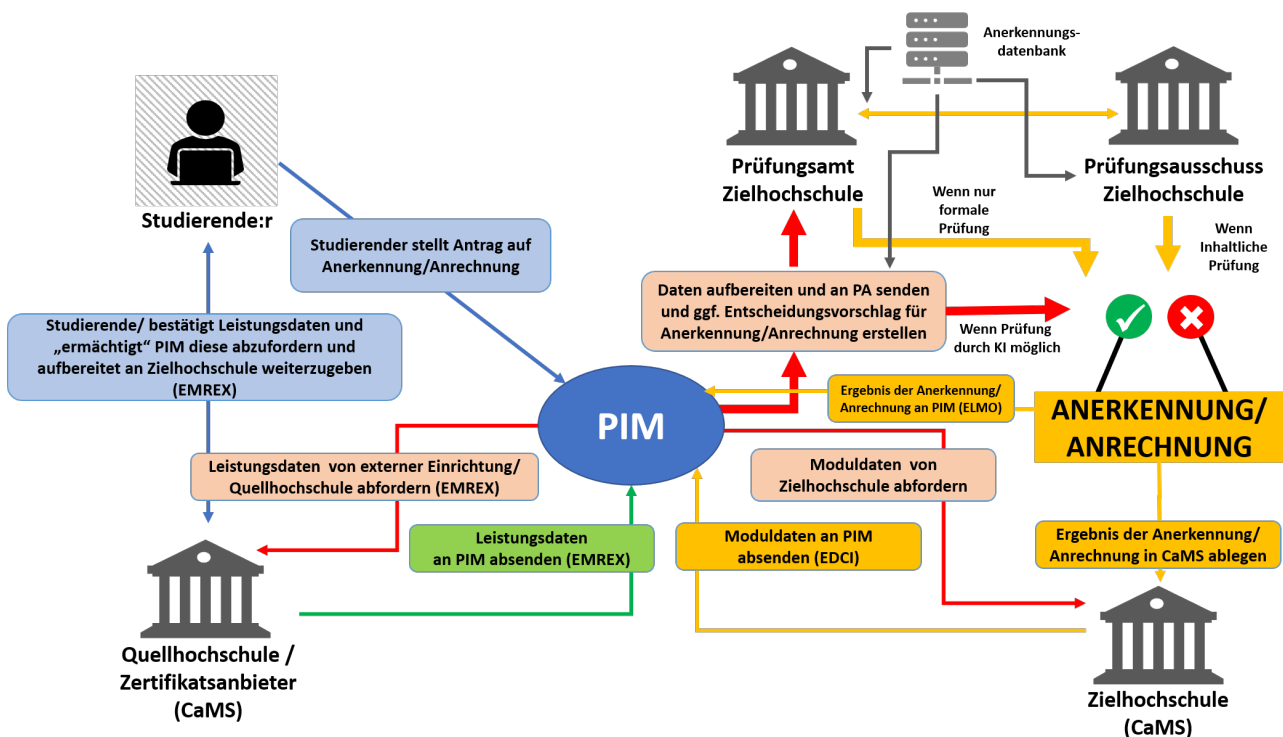 Anerkennungs-
datenbank
Prüfungsamt
Zielhochschule
Prüfungsausschuss
Zielhochschule
Studierende:r
Wenn nur
formale
Prüfung
Wenn
Inhaltliche
Prüfung
Studierender stellt Antrag auf
Anerkennung/Anrechnung
Daten aufbereiten und an PA senden
und ggf. Entscheidungsvorschlag für
Anerkennung/Anrechnung erstellen
Wenn Prüfung
durch KI möglich
Studierende/ bestätigt Leistungsdaten und
„ermächtigt“ PIM diese abzufordern und
aufbereitet an Zielhochschule weiterzugeben
(EMREX)
Ergebnis der Anerkennung/
Anrechnung an PIM (ELMO)
ANERKENNUNG/
ANRECHNUNG
PIM
Leistungsdaten von externer Einrichtung/
Quellhochschule abfordern (EMREX)
Moduldaten von
Zielhochschule abfordern
Leistungsdaten
an PIM absenden (EMREX)
Moduldaten an PIM
absenden (EDCI)
Ergebnis der Anerkennung/
Anrechnung in CaMS ablegen
Quellhochschule /
Zertifikatsanbieter
(CaMS)
Zielhochschule
(CaMS)